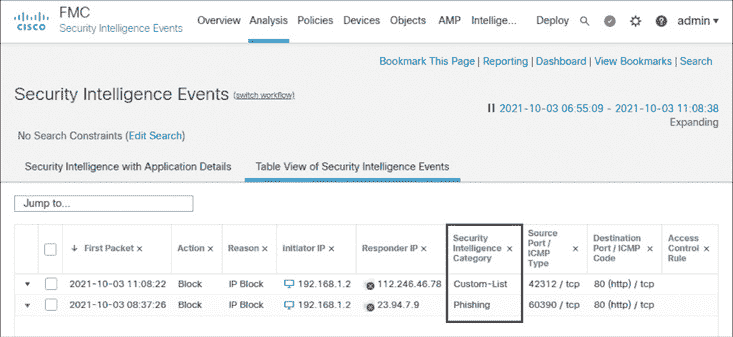 CISCO
FMC
Security Intelligence Events
Overview Analysis Policies Devices Objects AMP Intellige... Deploy admin
Bookmark This Page | Reporting | Dashboard | View Bookmarks | Search
Security Intelligence Events (switch workflow)
2021-10-03 06:55:09 - 2021-10-03 11:08:38
Expanding
No Search Constraints (Edit Search)
Security Intelligence with Application Details Table View of Security Intelligence Events
Jump to...
↓ First Packet × Action × Reason × Initiator IP × Responder IP × Security Intelligence Category × Source Port / ICMP Type × Destination Port / ICMP Code × Access Control Rule ×
2021-10-03 11:08:22 Block IP Block 192.168.1.2 112.246.46.78 Custom-List 42312 / tcp 80 (http) / tcp
2021-10-03 08:37:26 Block IP Block 192.168.1.2 23.94.7.9 Phishing 60390 / tcp 80 (http) / tcp